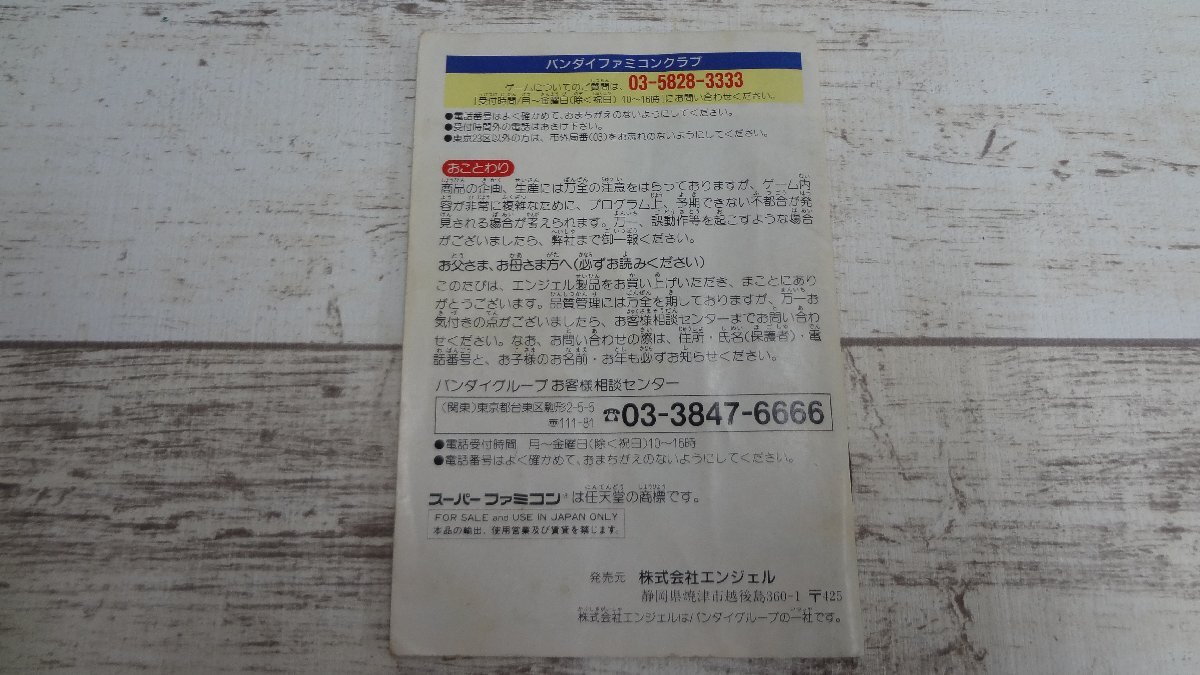 バンダイファミコンクラブ
ゲームについてのご質問は、03-5828-3333
(受付時間/月〜金曜日(除く祝日)10〜16時)にお問い合わせください。
●電話番号はよく確かめて、おまちがえのないようにしてください。
●受付時間外の電話はおさけ下さい。
●東京23区以外の方は、市外局番(03)をお忘れのないようにしてください。
おことわり
商品の企画、生産には万全の注意をはらっておりますが、ゲーム内
容が非常に複雑なために、プログラム上、予期できない不都合が発
見される場合が考えられます。万一、誤動作等を起こすような場合
がございましたら、弊社まで御一報ください。
お父さま、お母さま方へ(必ずお読みください)
このたびは、エンジェル製品をお買い上げいただき、まことにあり
がとうございます。品質管理には万全を期しておりますが、万一お
気付きの点がございましたら、お客様相談センターまでお問い合わ
せください。なお、お問い合わせの際は、住所・氏名(保護者)・電
話番号と、お子様のお名前・お年も必ずお知らせください。
バンダイグループお客様相談センター
(関東)東京都台東区駒形2-5-5 ☎03-3847-6666
〒111-81
●電話受付時間 月〜金曜日(除く祝日)10〜16時
●電話番号はよく確かめて、おまちがえのないようにしてください。
スーパーファミコン®は任天堂の商標です。
FOR SALE and USE IN JAPAN ONLY
本品の輸出、使用営業及び賃貸を禁じます。
発売元 株式会社エンジェル
静岡県焼津市越後島360-1 〒425
株式会社エンジェルはバンダイグループの一社です。